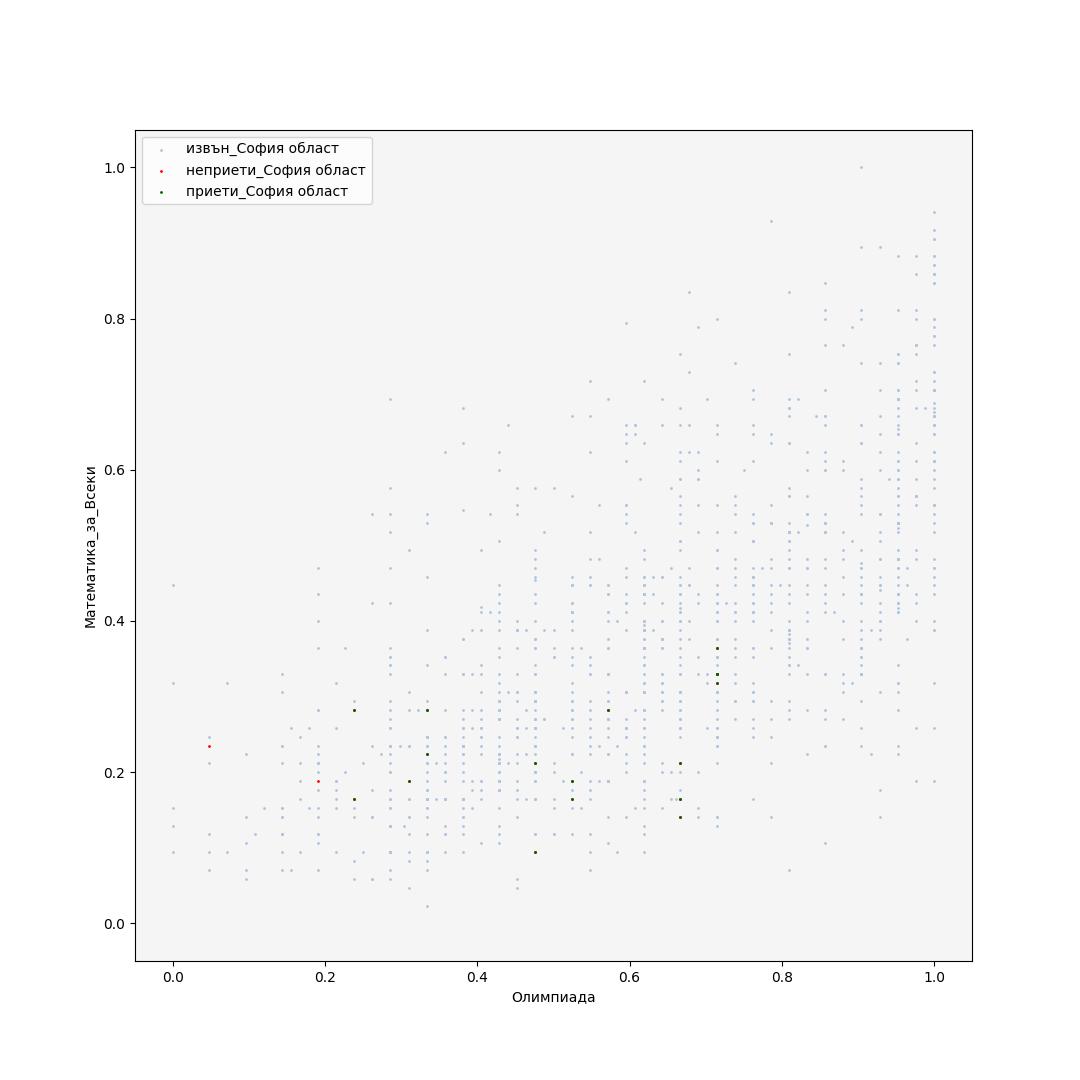 извън_София област
неприети_София област
приети_София област
1.0
0.8
0.6
0.4
0.2
0.0
Математика_за_Всеки
0.0 0.2 0.4 0.6 0.8 1.0
Олимпиада